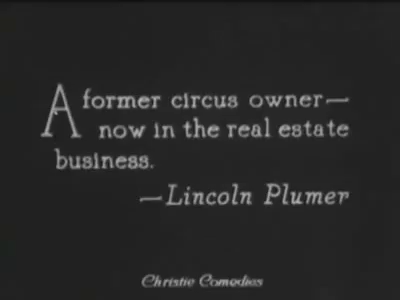 A former circus owner—
now in the real estate
business.
—Lincoln Plumer
Christie Comedies